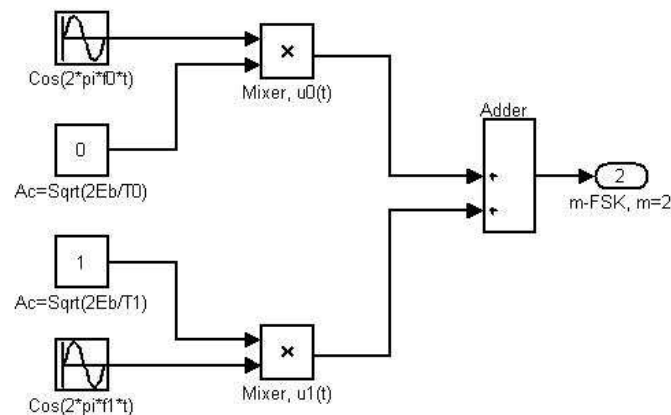 Cos(2*pi*f0*t)
×
Mixer, u0(t)
0
Ac=Sqrt(2Eb/T0)
Adder
+
+
2
m-FSK, m=2
1
Ac=Sqrt(2Eb/T1)
×
Mixer, u1(t)
Cos(2*pi*f1*t)